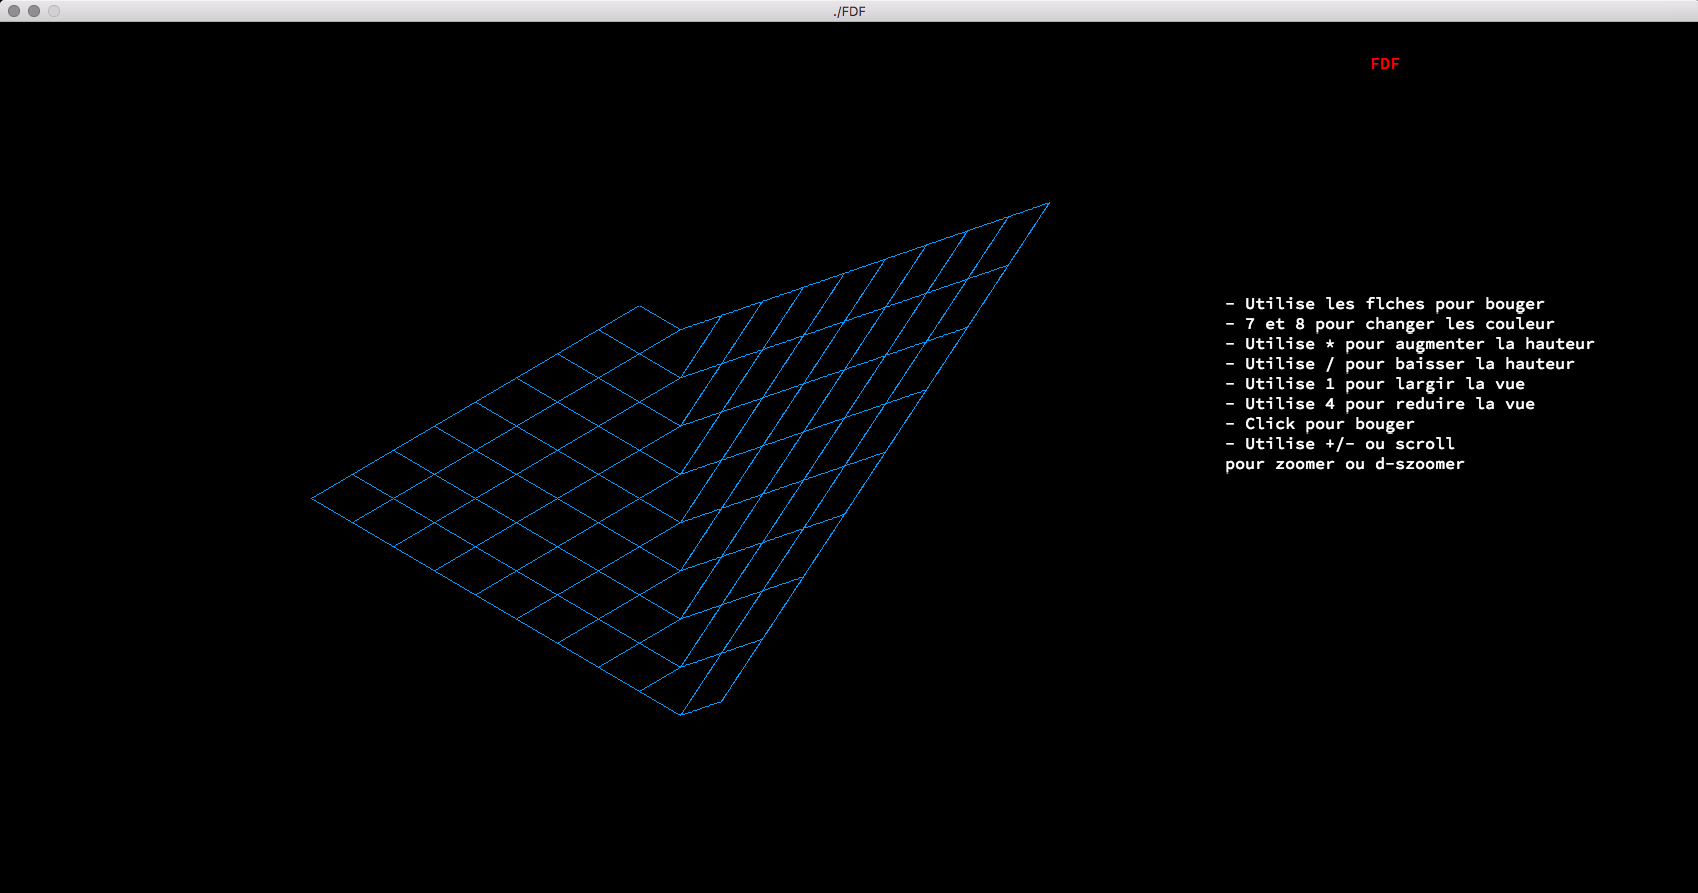 ./FDF
FDF
- Utilise les flches pour bouger
- 7 et 8 pour changer les couleur
- Utilise * pour augmenter la hauteur
- Utilise / pour baisser la hauteur
- Utilise 1 pour largir la vue
- Utilise 4 pour reduire la vue
- Click pour bouger
- Utilise +/- ou scroll
pour zoomer ou d-szoomer